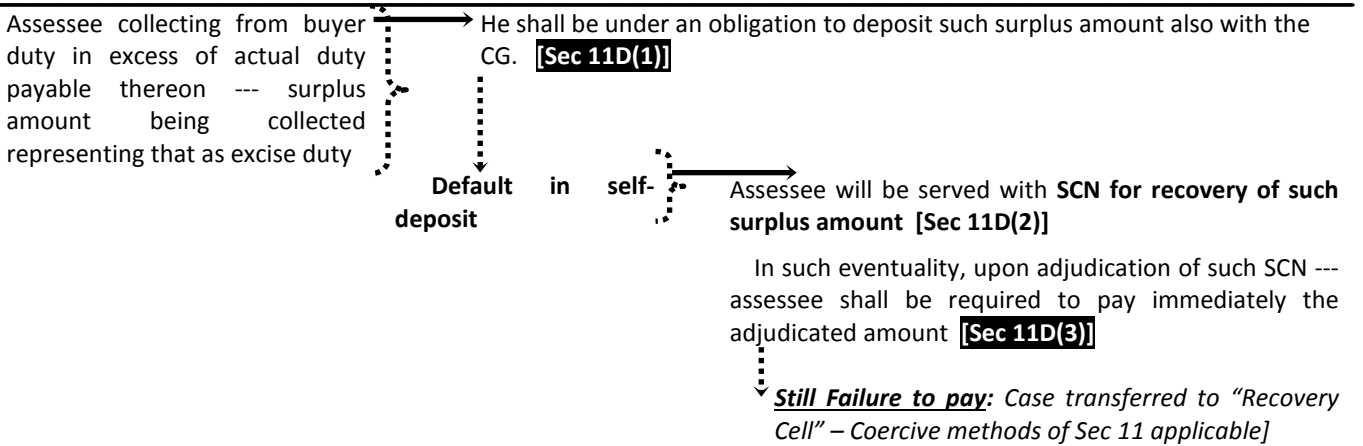 Assessee collecting from buyer
duty in excess of actual duty
payable thereon --- surplus
amount being collected
representing that as excise duty
He shall be under an obligation to deposit such surplus amount also with the
CG. [Sec 11D(1)]
Default in self-
deposit
Assessee will be served with SCN for recovery of such
surplus amount [Sec 11D(2)]
In such eventuality, upon adjudication of such SCN ---
assessee shall be required to pay immediately the
adjudicated amount [Sec 11D(3)]
Still Failure to pay: Case transferred to “Recovery
Cell” – Coercive methods of Sec 11 applicable]